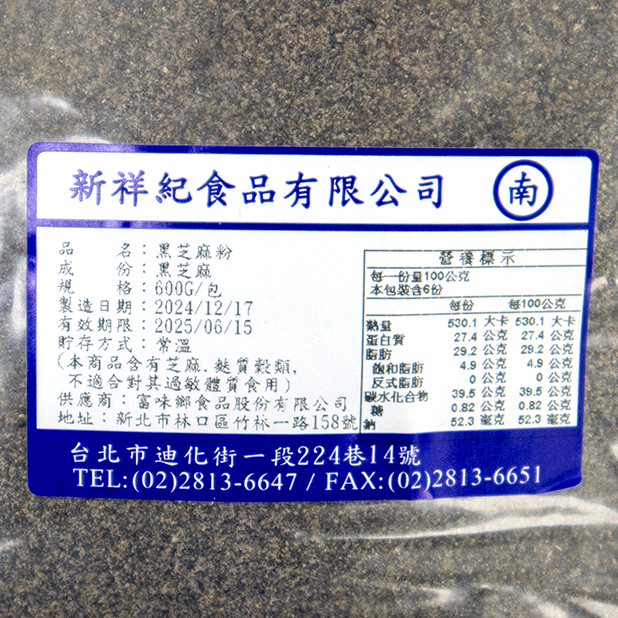 新祥紀食品有限公司 南
品　　名：黑芝麻粉
成　　份：黑芝麻
規　　格：600G/包
製造日期：2024/12/17
有效期限：2025/06/15
貯存方式：常溫
(本商品含有芝麻.麩質穀類,
不適合對其過敏體質食用)
供應商：富味鄉食品股份有限公司
地址：新北市林口區竹林一路158號
營養標示
每一份量100公克
本包裝含6份
每份 每100公克
熱量 530.1 大卡 530.1 大卡
蛋白質 27.4 公克 27.4 公克
脂肪 29.2 公克 29.2 公克
飽和脂肪 4.9 公克 4.9 公克
反式脂肪 0 公克 0 公克
碳水化合物 39.5 公克 39.5 公克
糖 0.82 公克 0.82 公克
鈉 52.3 毫克 52.3 毫克
台北市迪化街一段224巷14號
TEL:(02)2813-6647 / FAX:(02)2813-6651